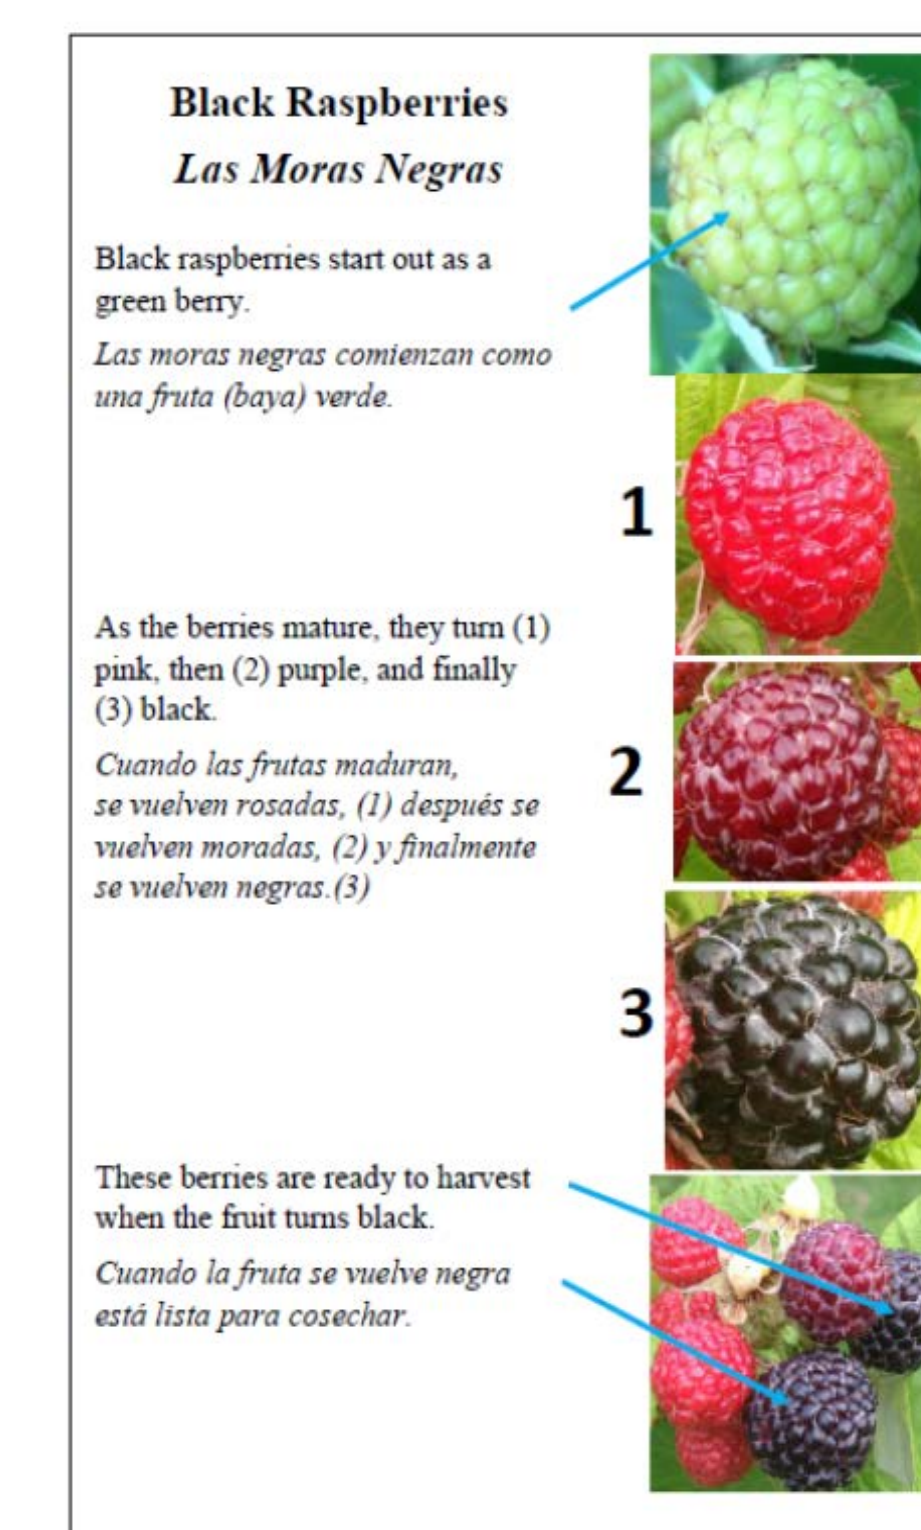 Black Raspberries
Las Moras Negras
Black raspberries start out as a
green berry.
Las moras negras comienzan como
una fruta (baya) verde.
1
As the berries mature, they turn (1)
pink, then (2) purple, and finally
(3) black.
Cuando las frutas maduran,
se vuelven rosadas, (1) después se
vuelven moradas, (2) y finalmente
se vuelven negras.(3)
2
3
These berries are ready to harvest
when the fruit turns black.
Cuando la fruta se vuelve negra
está lista para cosechar.